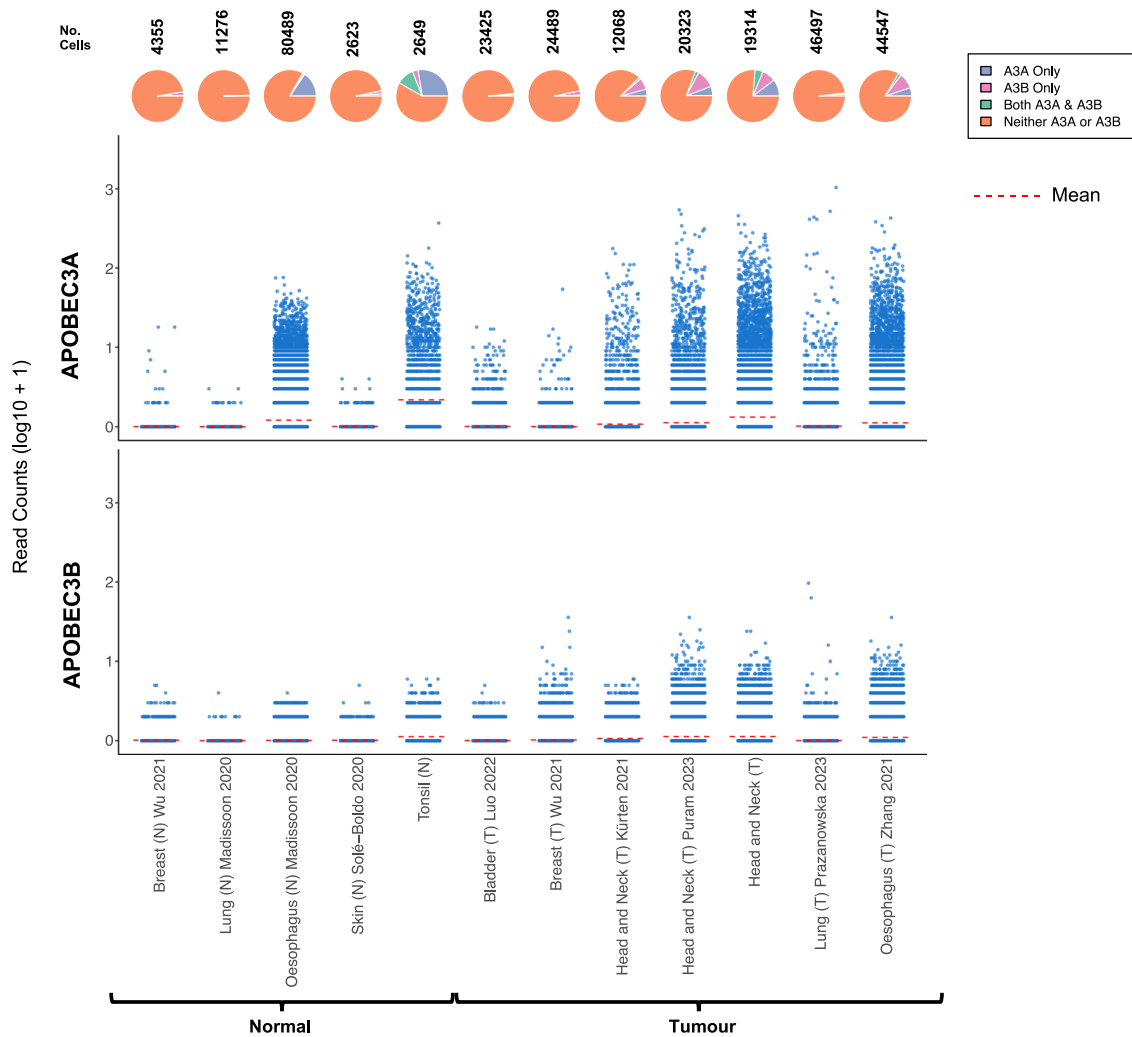 No.
Cells
4355
11276
80489
2623
2649
23425
24489
12068
20323
19314
46497
44547
A3A Only
A3B Only
Both A3A & A3B
Neither A3A or A3B
Mean
Read Counts (log10 + 1)
APOBEC3A
3
2
1
0
APOBEC3B
3
2
1
0
Breast (N) Wu 2021
Lung (N) Madissoon 2020
Oesophagus (N) Madissoon 2020
Skin (N) Solé−Boldo 2020
Tonsil (N)
Bladder (T) Luo 2022
Breast (T) Wu 2021
Head and Neck (T) Kürten 2021
Head and Neck (T) Puram 2023
Head and Neck (T)
Lung (T) Prazanowska 2023
Oesophagus (T) Zhang 2021
Normal
Tumour